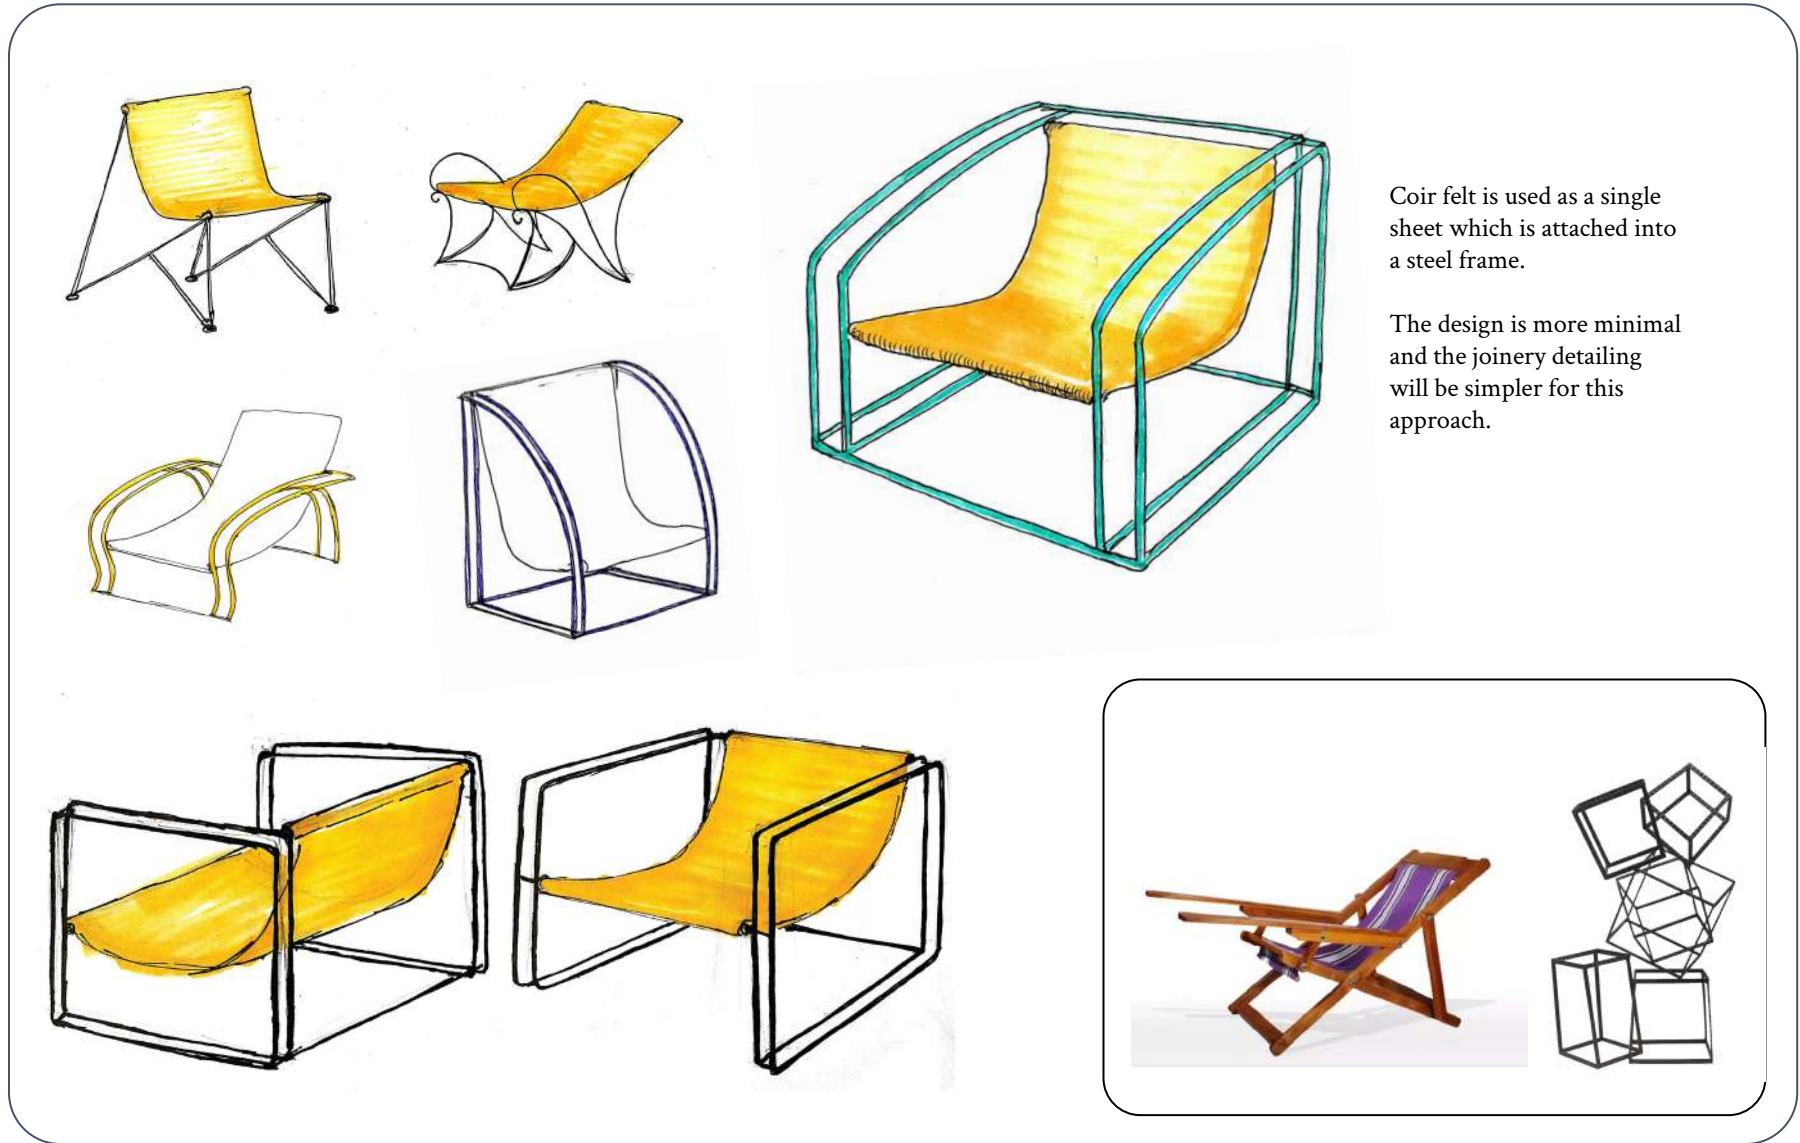 Coir felt is used as a single
sheet which is attached into
a steel frame.
The design is more minimal
and the joinery detailing
will be simpler for this
approach.